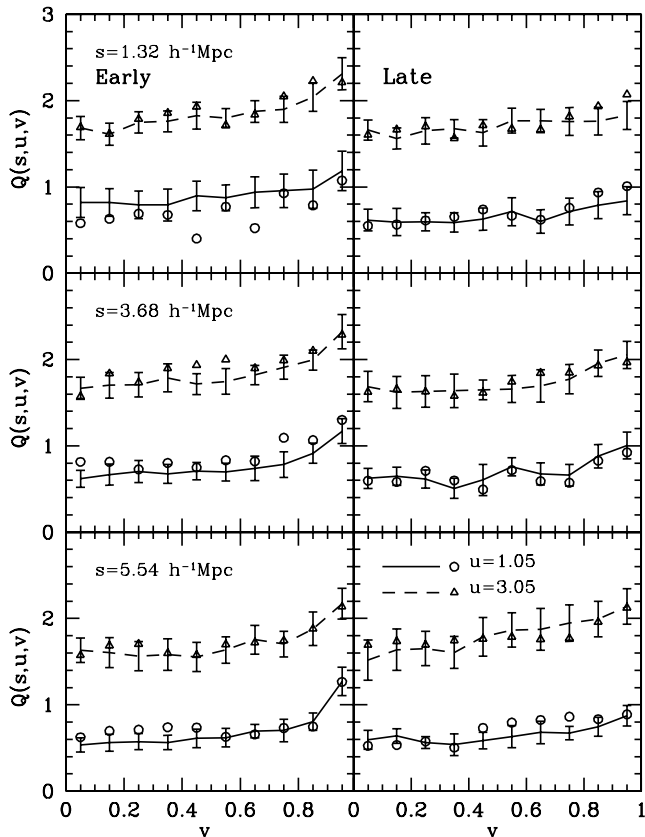 3
s=1.32 h⁻¹Mpc
Early
Late
2
Q(s,u,v)
1
0
s=3.68 h⁻¹Mpc
2
Q(s,u,v)
1
0
s=5.54 h⁻¹Mpc
u=1.05
u=3.05
2
Q(s,u,v)
1
0
0 0.2 0.4 0.6 0.8 0 0.2 0.4 0.6 0.8 1
v v